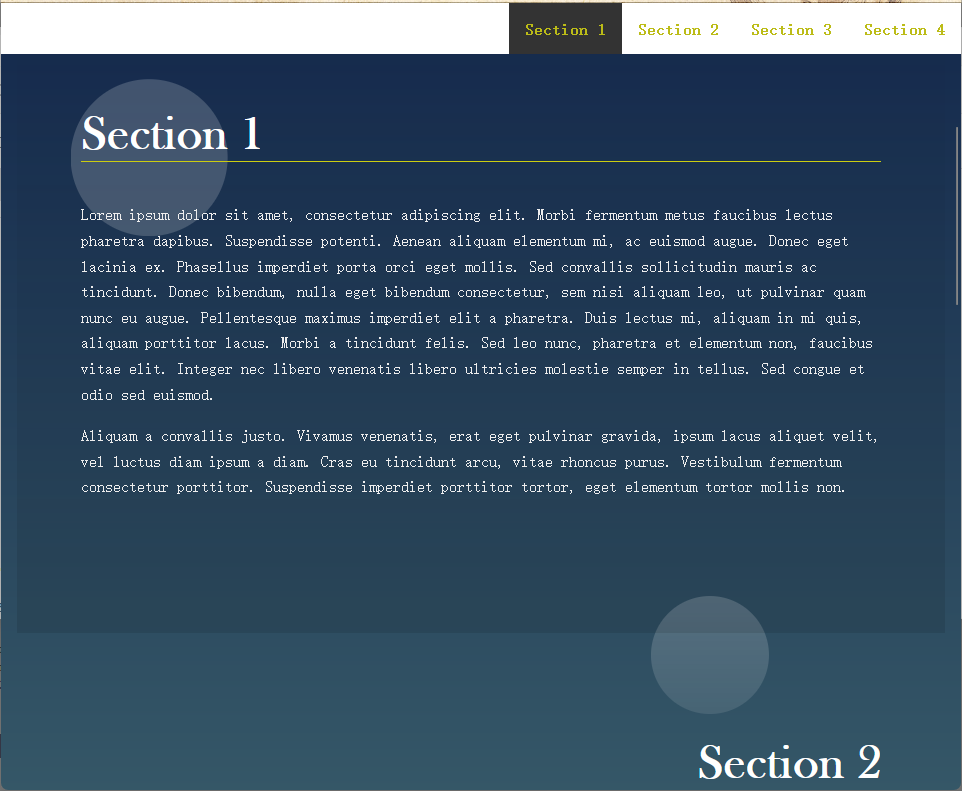 Section 1 Section 2 Section 3 Section 4
Section 1
Lorem ipsum dolor sit amet, consectetur adipiscing elit. Morbi fermentum metus faucibus lectus
pharetra dapibus. Suspendisse potenti. Aenean aliquam elementum mi, ac euismod augue. Donec eget
lacinia ex. Phasellus imperdiet porta orci eget mollis. Sed convallis sollicitudin mauris ac
tincidunt. Donec bibendum, nulla eget bibendum consectetur, sem nisi aliquam leo, ut pulvinar quam
nunc eu augue. Pellentesque maximus imperdiet elit a pharetra. Duis lectus mi, aliquam in mi quis,
aliquam porttitor lacus. Morbi a tincidunt felis. Sed leo nunc, pharetra et elementum non, faucibus
vitae elit. Integer nec libero venenatis libero ultricies molestie semper in tellus. Sed congue et
odio sed euismod.
Aliquam a convallis justo. Vivamus venenatis, erat eget pulvinar gravida, ipsum lacus aliquet velit,
vel luctus diam ipsum a diam. Cras eu tincidunt arcu, vitae rhoncus purus. Vestibulum fermentum
consectetur porttitor. Suspendisse imperdiet porttitor tortor, eget elementum tortor mollis non.
Section 2